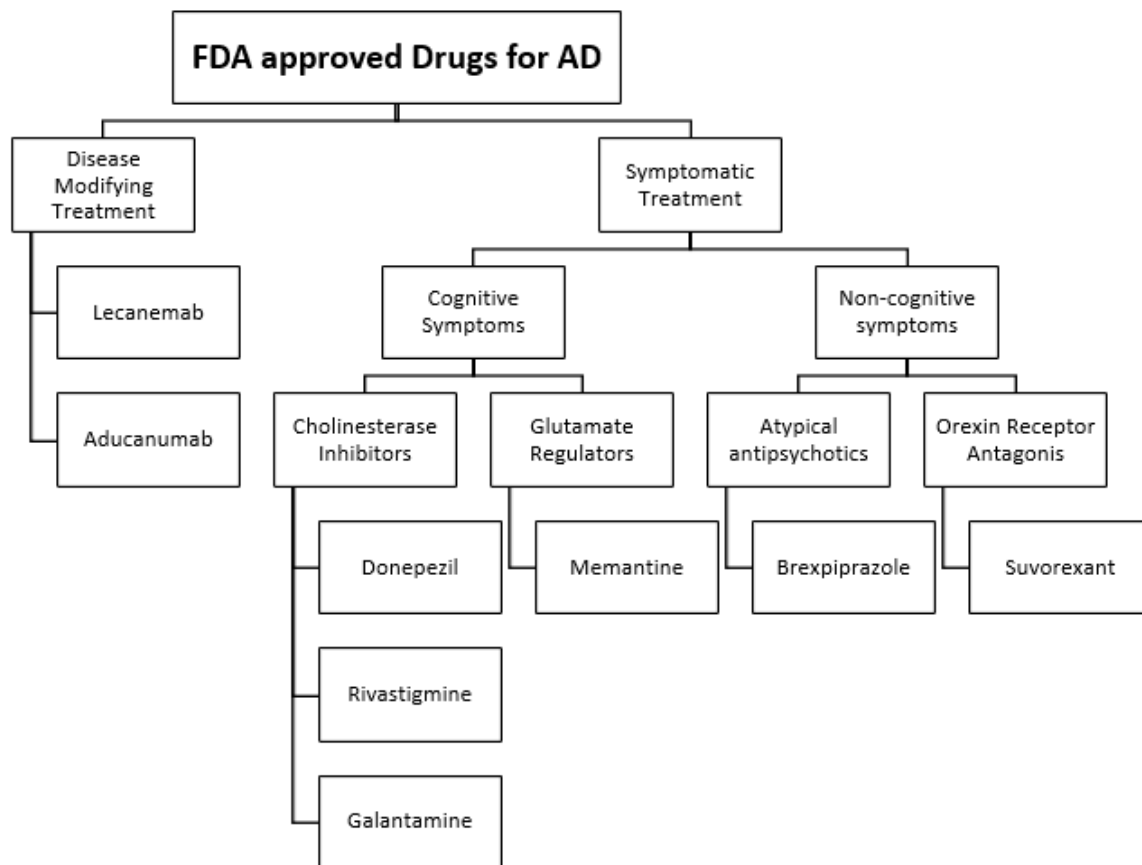 FDA approved Drugs for AD
Disease
Modifying
Treatment
Symptomatic
Treatment
Lecanemab
Cognitive
Symptoms
Non-cognitive
symptoms
Aducanumab
Cholinesterase
Inhibitors
Glutamate
Regulators
Atypical
antipsychotics
Orexin Receptor
Antagonis
Donepezil
Memantine
Brexpiprazole
Suvorexant
Rivastigmine
Galantamine